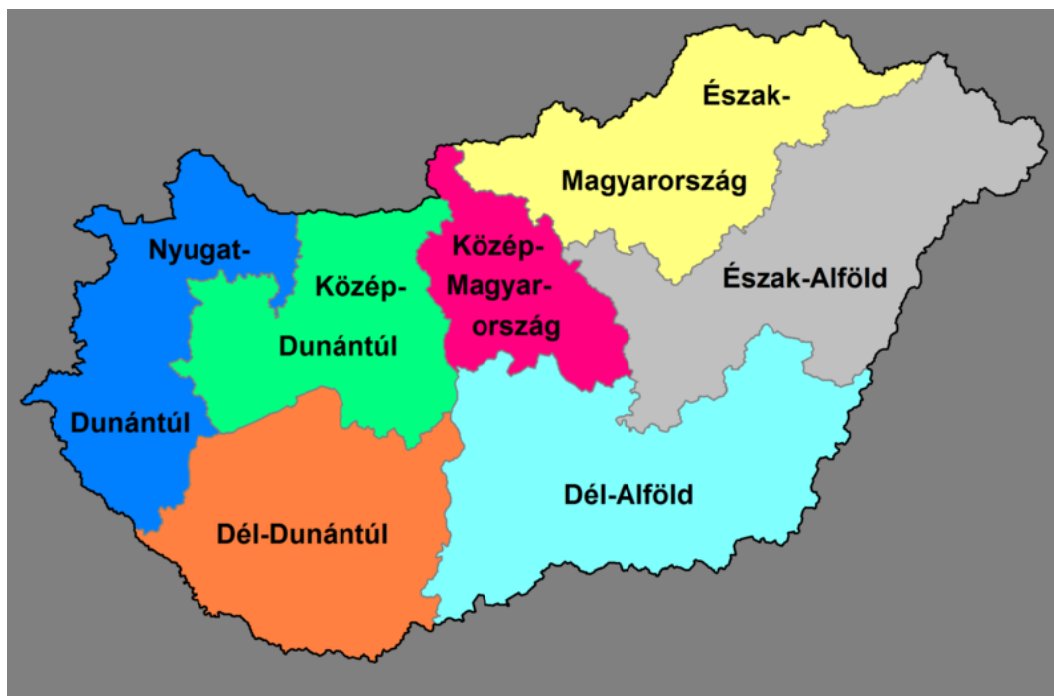 Észak-
Magyarország
Nyugat-
Dunántúl
Közép-
Dunántúl
Közép-
Magyar-
ország
Észak-Alföld
Dél-Dunántúl
Dél-Alföld